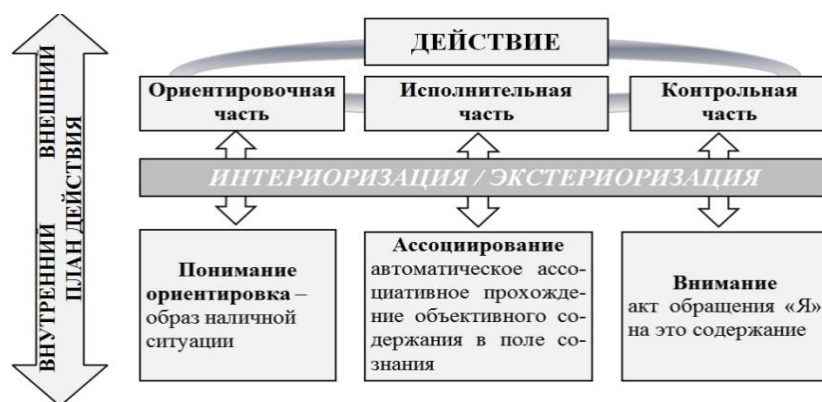 ДЕЙСТВИЕ
Ориентировочная
часть
Исполнительная
часть
Контрольная
часть
ИНТЕРИОРИЗАЦИЯ / ЭКСТЕРИОРИЗАЦИЯ
ВНУТРЕННИЙ ВНЕШНИЙ
ПЛАН ДЕЙСТВИЯ
Понимание
ориентировка –
образ наличной
ситуации
Ассоциирование
автоматическое ассо-
циативное прохожде-
ние объективного со-
держания в поле со-
знания
Внимание
акт обращения «Я»
на это содержание